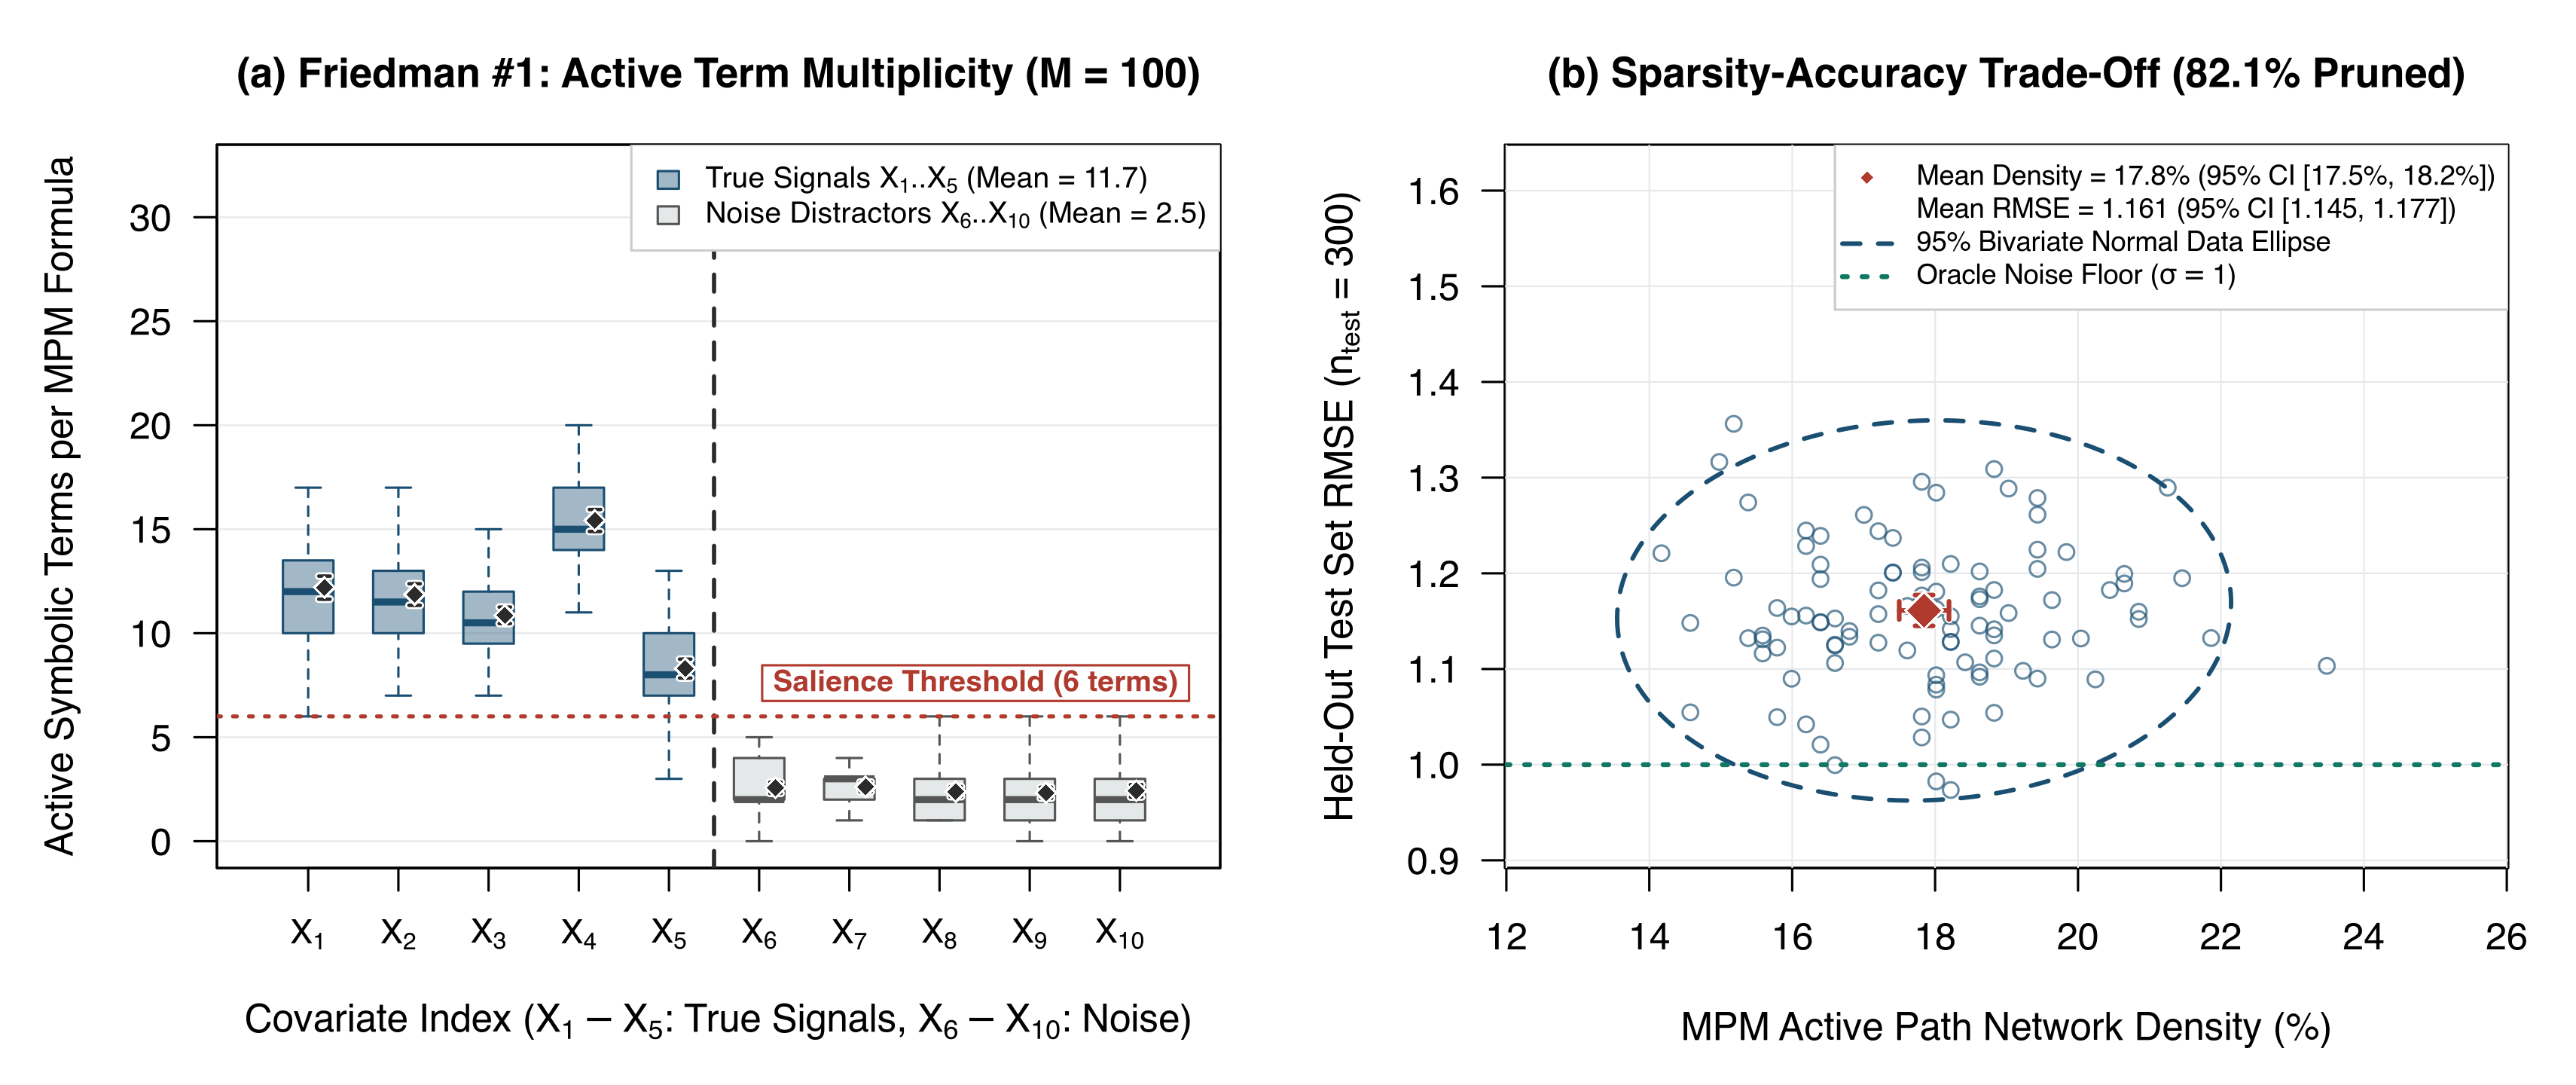 (a) Friedman #1: Active Term Multiplicity (M = 100)
Active Symbolic Terms per MPM Formula
30
25
20
15
10
5
0
True Signals X₁..X₅ (Mean = 11.7)
Noise Distractors X₆..X₁₀ (Mean = 2.5)
Salience Threshold (6 terms)
X₁ X₂ X₃ X₄ X₅ X₆ X₇ X₈ X₉ X₁₀
Covariate Index (X₁ − X₅: True Signals, X₆ − X₁₀: Noise)
(b) Sparsity-Accuracy Trade-Off (82.1% Pruned)
Held-Out Test Set RMSE (n_test = 300)
1.6
1.5
1.4
1.3
1.2
1.1
1.0
0.9
Mean Density = 17.8% (95% CI [17.5%, 18.2%])
Mean RMSE = 1.161 (95% CI [1.145, 1.177])
95% Bivariate Normal Data Ellipse
Oracle Noise Floor (σ = 1)
12 14 16 18 20 22 24 26
MPM Active Path Network Density (%)